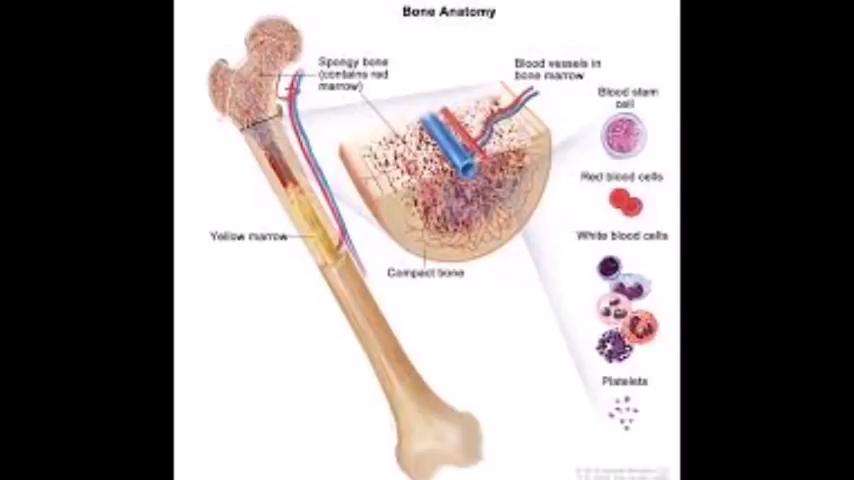 Bone Anatomy
Spongy bone
(contains red
marrow)
Blood vessels in
bone marrow
Blood stem
cell
Red blood cells
White blood cells
Yellow marrow
Compact bone
Platelets